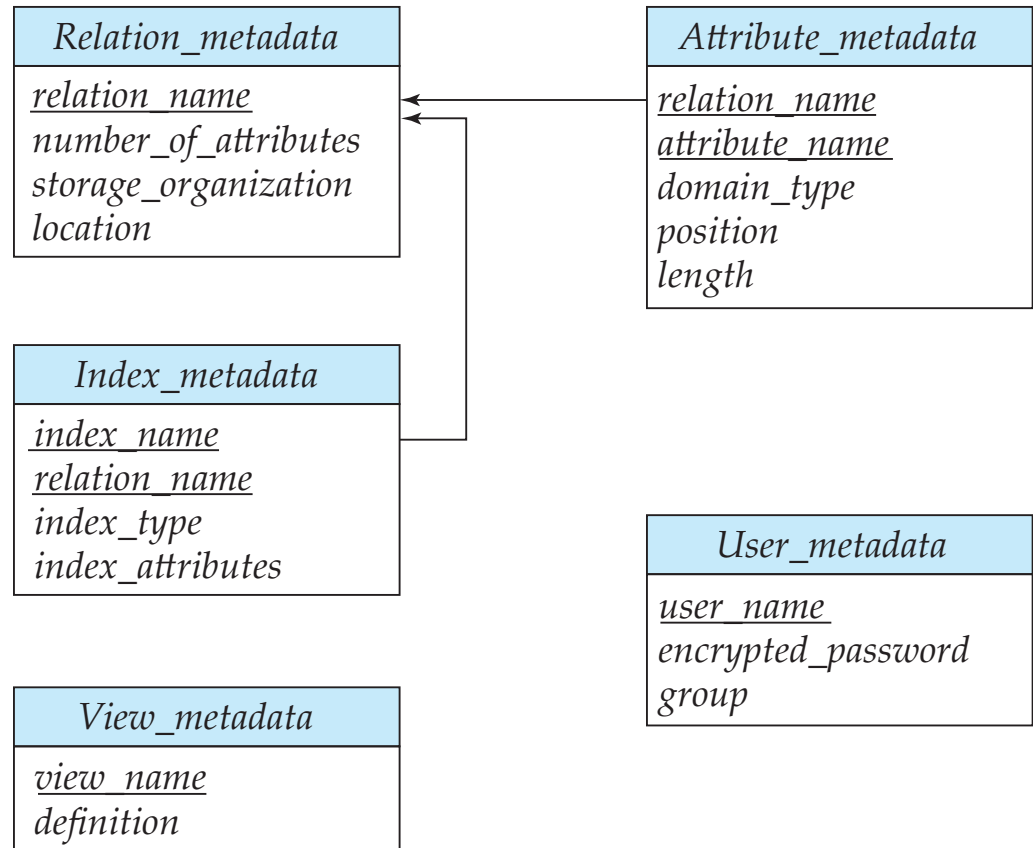 Relation_metadata
relation_name
number_of_attributes
storage_organization
location
Attribute_metadata
relation_name
attribute_name
domain_type
position
length
Index_metadata
index_name
relation_name
index_type
index_attributes
User_metadata
user_name
encrypted_password
group
View_metadata
view_name
definition